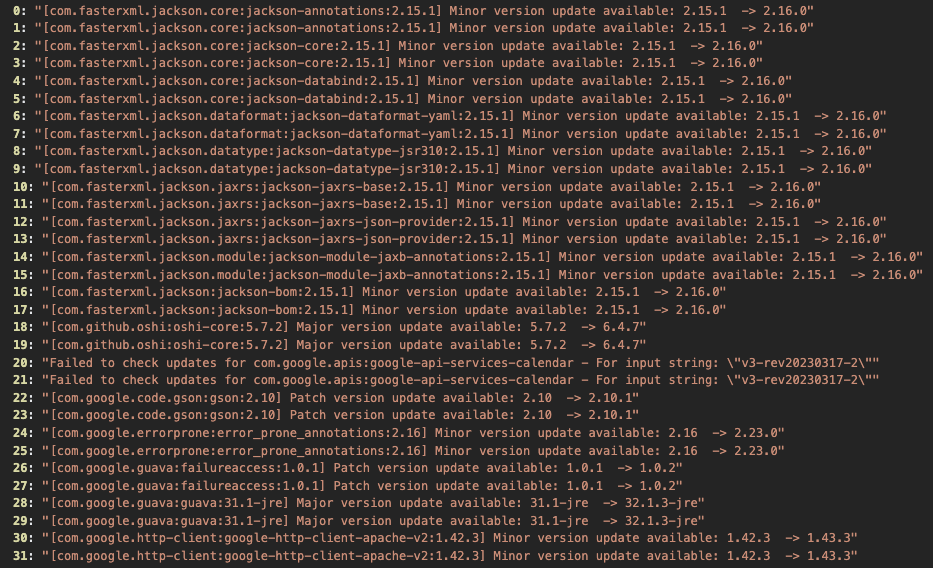 0: "[com.fasterxml.jackson.core:jackson-annotations:2.15.1] Minor version update available: 2.15.1  -> 2.16.0"
1: "[com.fasterxml.jackson.core:jackson-annotations:2.15.1] Minor version update available: 2.15.1  -> 2.16.0"
2: "[com.fasterxml.jackson.core:jackson-core:2.15.1] Minor version update available: 2.15.1  -> 2.16.0"
3: "[com.fasterxml.jackson.core:jackson-core:2.15.1] Minor version update available: 2.15.1  -> 2.16.0"
4: "[com.fasterxml.jackson.core:jackson-databind:2.15.1] Minor version update available: 2.15.1  -> 2.16.0"
5: "[com.fasterxml.jackson.core:jackson-databind:2.15.1] Minor version update available: 2.15.1  -> 2.16.0"
6: "[com.fasterxml.jackson.dataformat:jackson-dataformat-yaml:2.15.1] Minor version update available: 2.15.1  -> 2.16.0"
7: "[com.fasterxml.jackson.dataformat:jackson-dataformat-yaml:2.15.1] Minor version update available: 2.15.1  -> 2.16.0"
8: "[com.fasterxml.jackson.datatype:jackson-datatype-jsr310:2.15.1] Minor version update available: 2.15.1  -> 2.16.0"
9: "[com.fasterxml.jackson.datatype:jackson-datatype-jsr310:2.15.1] Minor version update available: 2.15.1  -> 2.16.0"
10: "[com.fasterxml.jackson.jaxrs:jackson-jaxrs-base:2.15.1] Minor version update available: 2.15.1  -> 2.16.0"
11: "[com.fasterxml.jackson.jaxrs:jackson-jaxrs-base:2.15.1] Minor version update available: 2.15.1  -> 2.16.0"
12: "[com.fasterxml.jackson.jaxrs:jackson-jaxrs-json-provider:2.15.1] Minor version update available: 2.15.1  -> 2.16.0"
13: "[com.fasterxml.jackson.jaxrs:jackson-jaxrs-json-provider:2.15.1] Minor version update available: 2.15.1  -> 2.16.0"
14: "[com.fasterxml.jackson.module:jackson-module-jaxb-annotations:2.15.1] Minor version update available: 2.15.1  -> 2.16.0"
15: "[com.fasterxml.jackson.module:jackson-module-jaxb-annotations:2.15.1] Minor version update available: 2.15.1  -> 2.16.0"
16: "[com.fasterxml.jackson:jackson-bom:2.15.1] Minor version update available: 2.15.1  -> 2.16.0"
17: "[com.fasterxml.jackson:jackson-bom:2.15.1] Minor version update available: 2.15.1  -> 2.16.0"
18: "[com.github.oshi:oshi-core:5.7.2] Major version update available: 5.7.2  -> 6.4.7"
19: "[com.github.oshi:oshi-core:5.7.2] Major version update available: 5.7.2  -> 6.4.7"
20: "Failed to check updates for com.google.apis:google-api-services-calendar - For input string: \"v3-rev20230317-2\""
21: "Failed to check updates for com.google.apis:google-api-services-calendar - For input string: \"v3-rev20230317-2\""
22: "[com.google.code.gson:gson:2.10] Patch version update available: 2.10  -> 2.10.1"
23: "[com.google.code.gson:gson:2.10] Patch version update available: 2.10  -> 2.10.1"
24: "[com.google.errorprone:error_prone_annotations:2.16] Minor version update available: 2.16  -> 2.23.0"
25: "[com.google.errorprone:error_prone_annotations:2.16] Minor version update available: 2.16  -> 2.23.0"
26: "[com.google.guava:failureaccess:1.0.1] Patch version update available: 1.0.1  -> 1.0.2"
27: "[com.google.guava:failureaccess:1.0.1] Patch version update available: 1.0.1  -> 1.0.2"
28: "[com.google.guava:guava:31.1-jre] Major version update available: 31.1-jre  -> 32.1.3-jre"
29: "[com.google.guava:guava:31.1-jre] Major version update available: 31.1-jre  -> 32.1.3-jre"
30: "[com.google.http-client:google-http-client-apache-v2:1.42.3] Minor version update available: 1.42.3  -> 1.43.3"
31: "[com.google.http-client:google-http-client-apache-v2:1.42.3] Minor version update available: 1.42.3  -> 1.43.3"